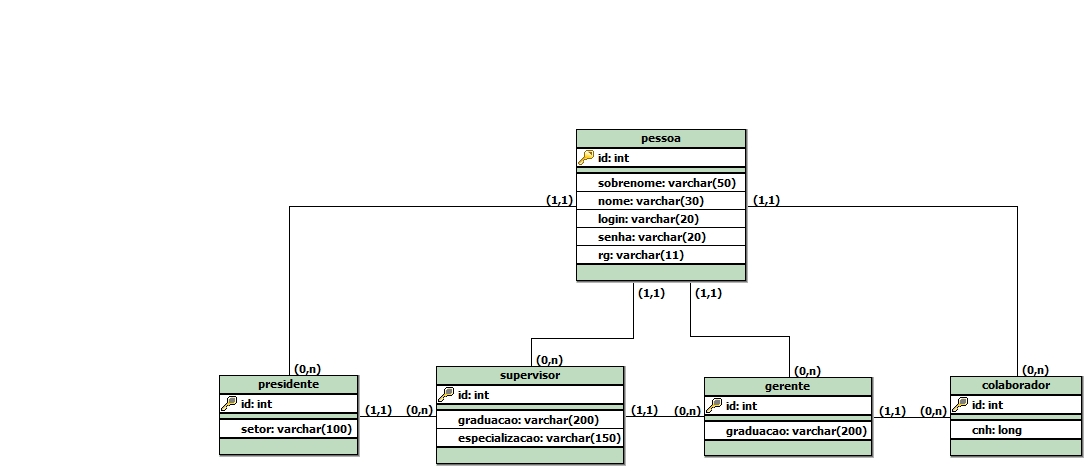 pessoa
id: int
sobrenome: varchar(50)
nome: varchar(30)
login: varchar(20)
senha: varchar(20)
rg: varchar(11)
(1,1)
(1,1)
(1,1)
(1,1)
(0,n)
(0,n)
(0,n)
(0,n)
presidente
id: int
setor: varchar(100)
(1,1)
(0,n)
supervisor
id: int
graduacao: varchar(200)
especializacao: varchar(150)
(1,1)
(0,n)
gerente
id: int
graduacao: varchar(200)
(1,1)
(0,n)
colaborador
id: int
cnh: long